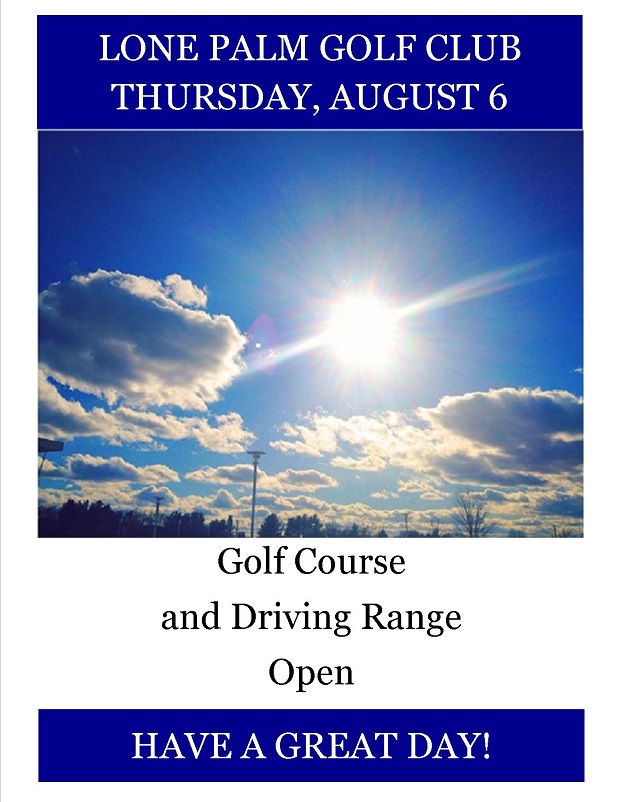 LONE PALM GOLF CLUB
THURSDAY, AUGUST 6
Golf Course
and Driving Range
Open
HAVE A GREAT DAY!